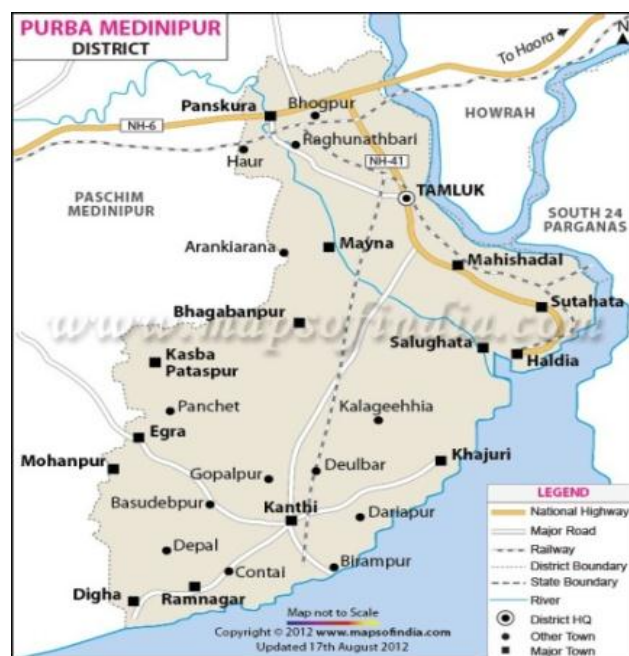 PURBA MEDINIPUR
DISTRICT
To Haora
N
Panskura
Bhogpur
HOWRAH
NH-6
Raghunathbari
Haur
NH-41
PASCHIM
MEDINIPUR
TAMLUK
SOUTH 24
PARGANAS
Arankiarana
Mayna
Mahishadal
Sutahata
Bhagabanpur
www.mapsofindia.com
Salughata
Haldia
Kasba
Pataspur
Panchet
Kalageehhia
Egra
Mohanpur
Khajuri
Gopalpur
Deulbar
Basudebpur
Kanthi
Dariapur
Depal
Contai
Birampur
Digha
Ramnagar
LEGEND
National Highway
Major Road
Railway
District Boundary
State Boundary
River
District HQ
Other Town
Major Town
Map not to Scale
Copyright © 2012 www.mapsofindia.com
Updated 17th August 2012